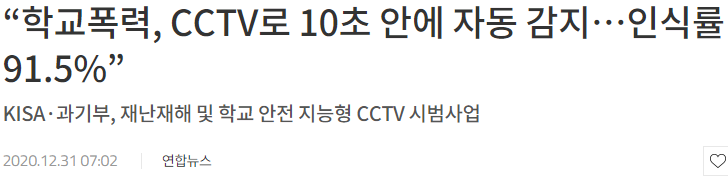 “학교폭력, CCTV로 10초 안에 자동 감지…인식률
91.5%”
KISA·과기부, 재난재해 및 학교 안전 지능형 CCTV 시범사업
2020.12.31 07:02 연합뉴스